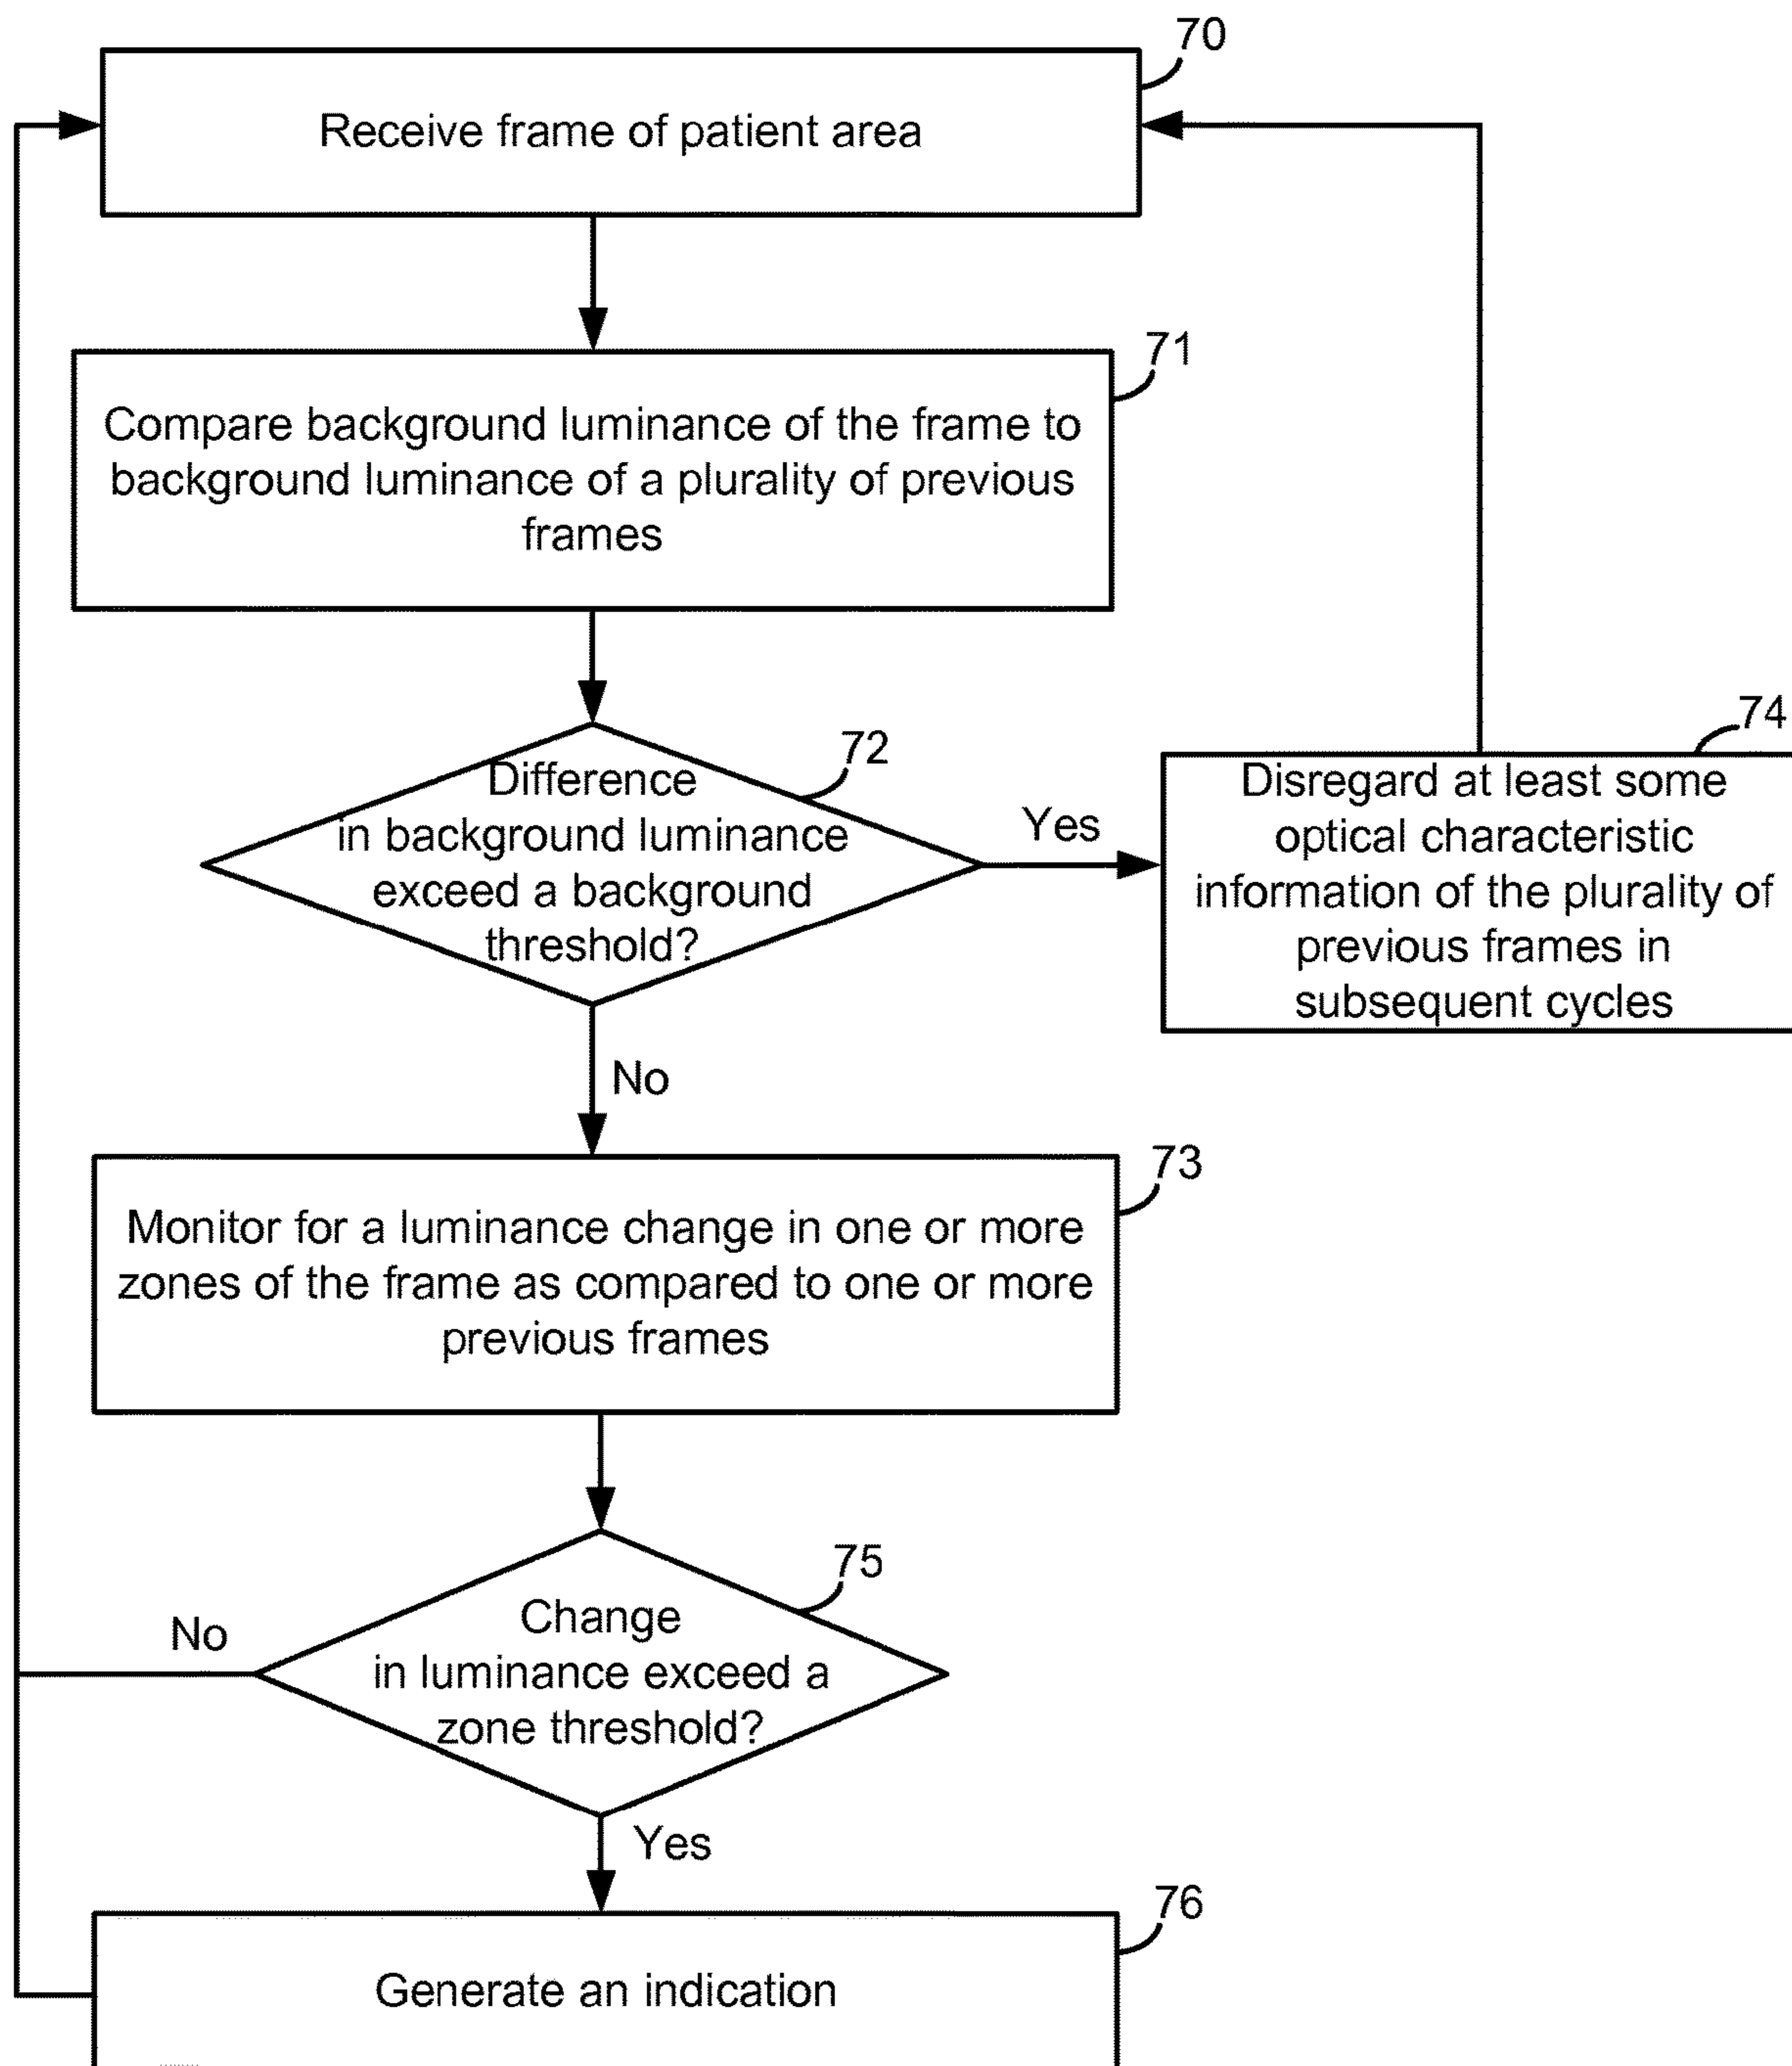 70
Receive frame of patient area
71
Compare background luminance of the frame to
background luminance of a plurality of previous
frames
72
Difference
in background luminance
exceed a background
threshold?
Yes
74
Disregard at least some
optical characteristic
information of the plurality of
previous frames in
subsequent cycles
No
73
Monitor for a luminance change in one or more
zones of the frame as compared to one or more
previous frames
75
Change
in luminance exceed a
zone threshold?
No
Yes
76
Generate an indication